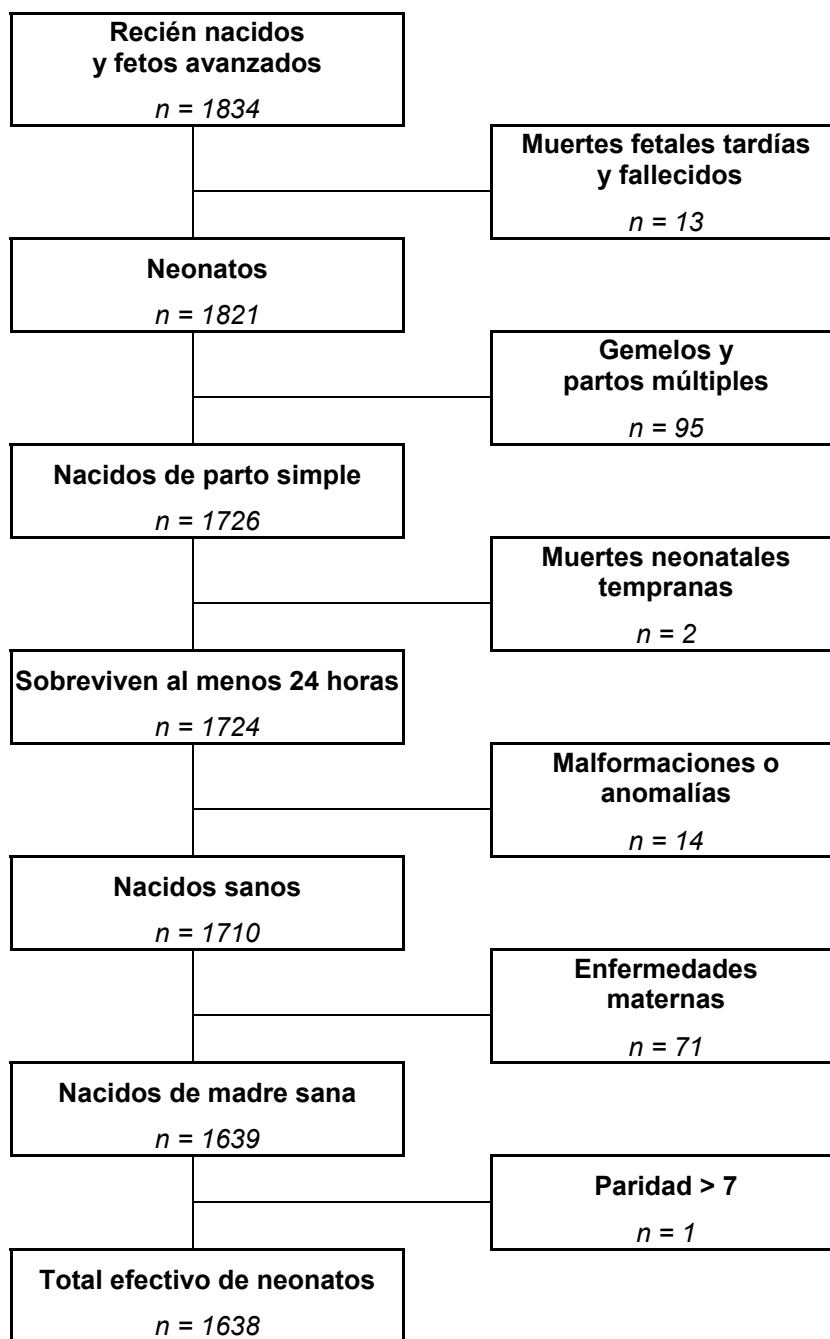 Recién nacidos
y fetos avanzados
n = 1834
Muertes fetales tardías
y fallecidos
n = 13
Neonatos
n = 1821
Gemelos y
partos múltiples
n = 95
Nacidos de parto simple
n = 1726
Muertes neonatales
tempranas
n = 2
Sobreviven al menos 24 horas
n = 1724
Malformaciones o
anomalías
n = 14
Nacidos sanos
n = 1710
Enfermedades
maternas
n = 71
Nacidos de madre sana
n = 1639
Paridad > 7
n = 1
Total efectivo de neonatos
n = 1638